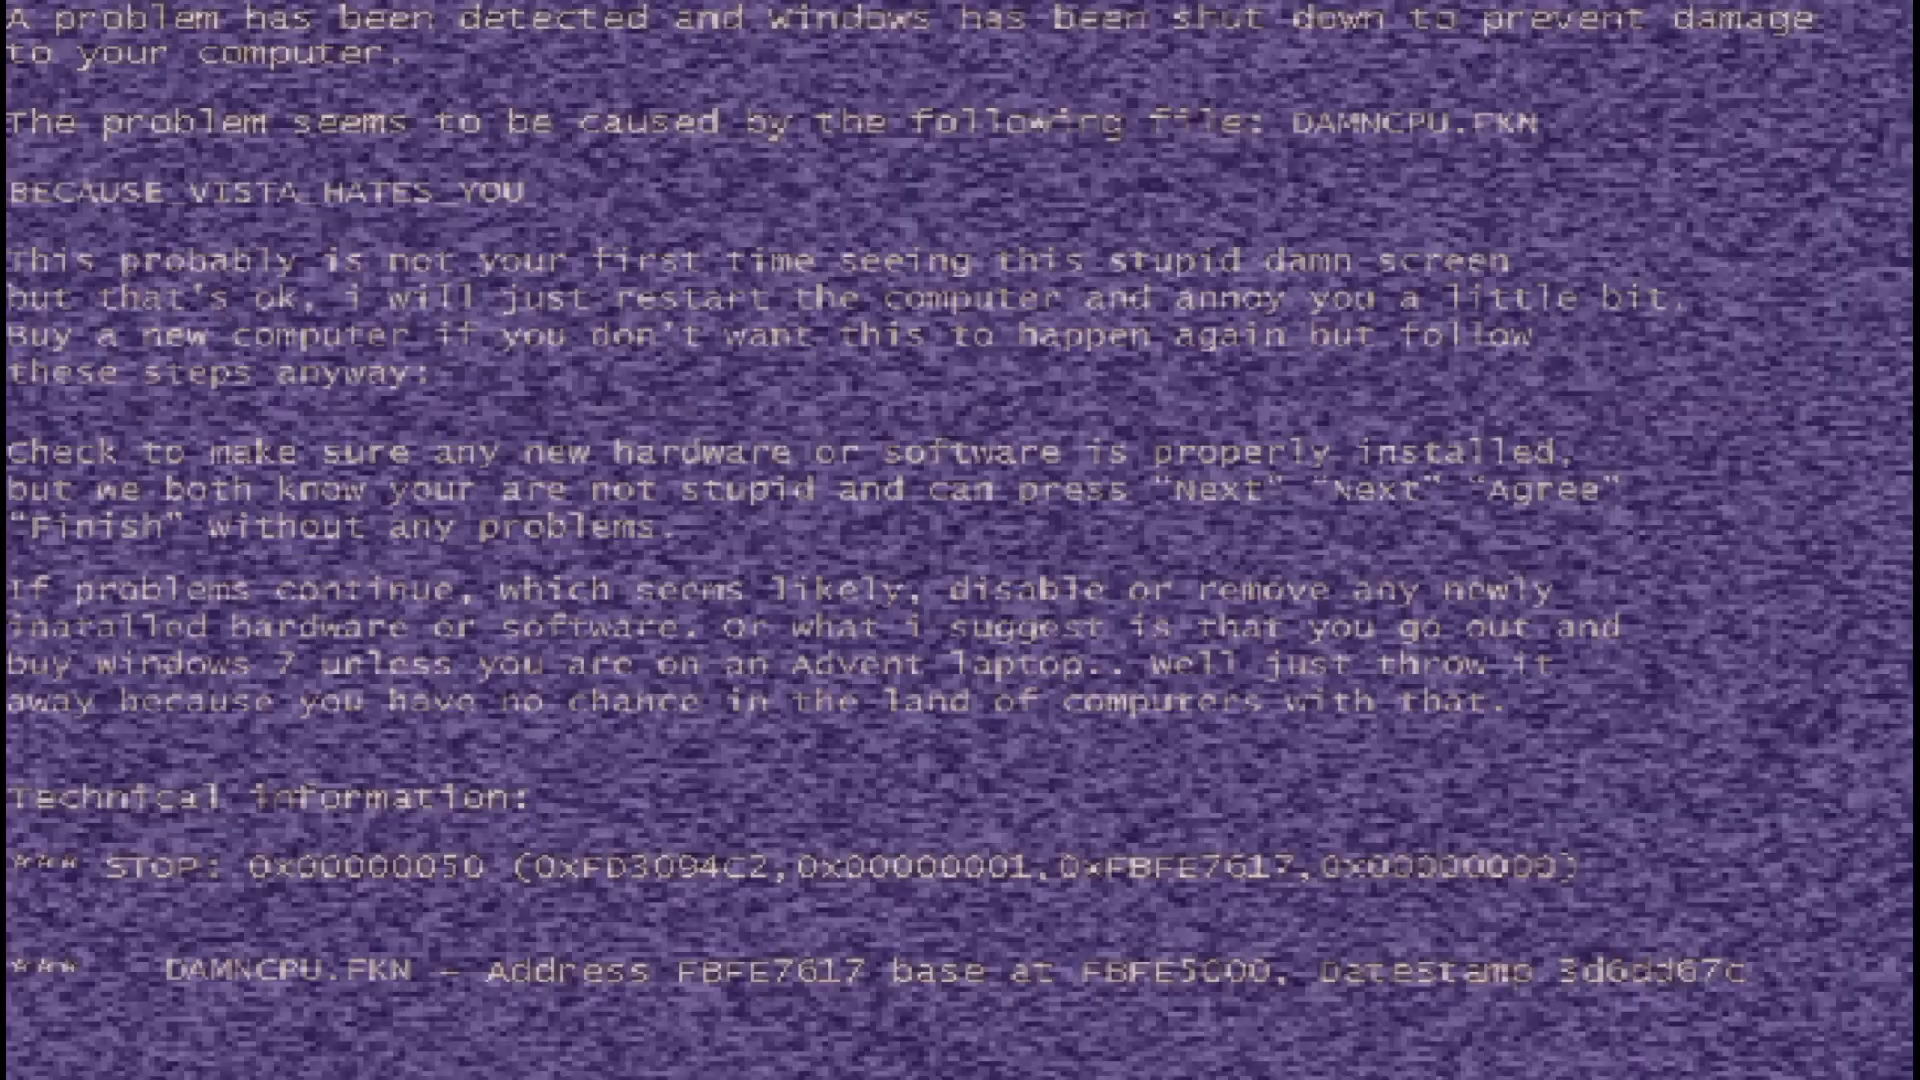 A problem has been detected and Windows has been shut down to prevent damage
to your computer.
The problem seems to be caused by the following file: DAMNCPU.FKN
BECAUSE_VISTA_HATES_YOU
This probably is not your first time seeing this stupid damn screen
but that's ok, i will just restart the computer and annoy you a little bit.
Buy a new computer if you don't want this to happen again but follow
these steps anyway:
Check to make sure any new hardware or software is properly installed,
but we both know your are not stupid and can press "Next" "Next" "Agree"
"Finish" without any problems.
If problems continue, which seems likely, disable or remove any newly
installed hardware or software. Or what i suggest is that you go out and
buy Windows 7 unless you are on an Advent laptop.. Well just throw it
away because you have no chance in the land of computers with that.
Technical information:
*** STOP: 0x00000050 (0xFD3094C2,0x00000001,0xFBFE7617,0x00000000)
*** DAMNCPU.FKN - Address FBFE7617 base at FBFE5000, Datestamp 3d6dd67c